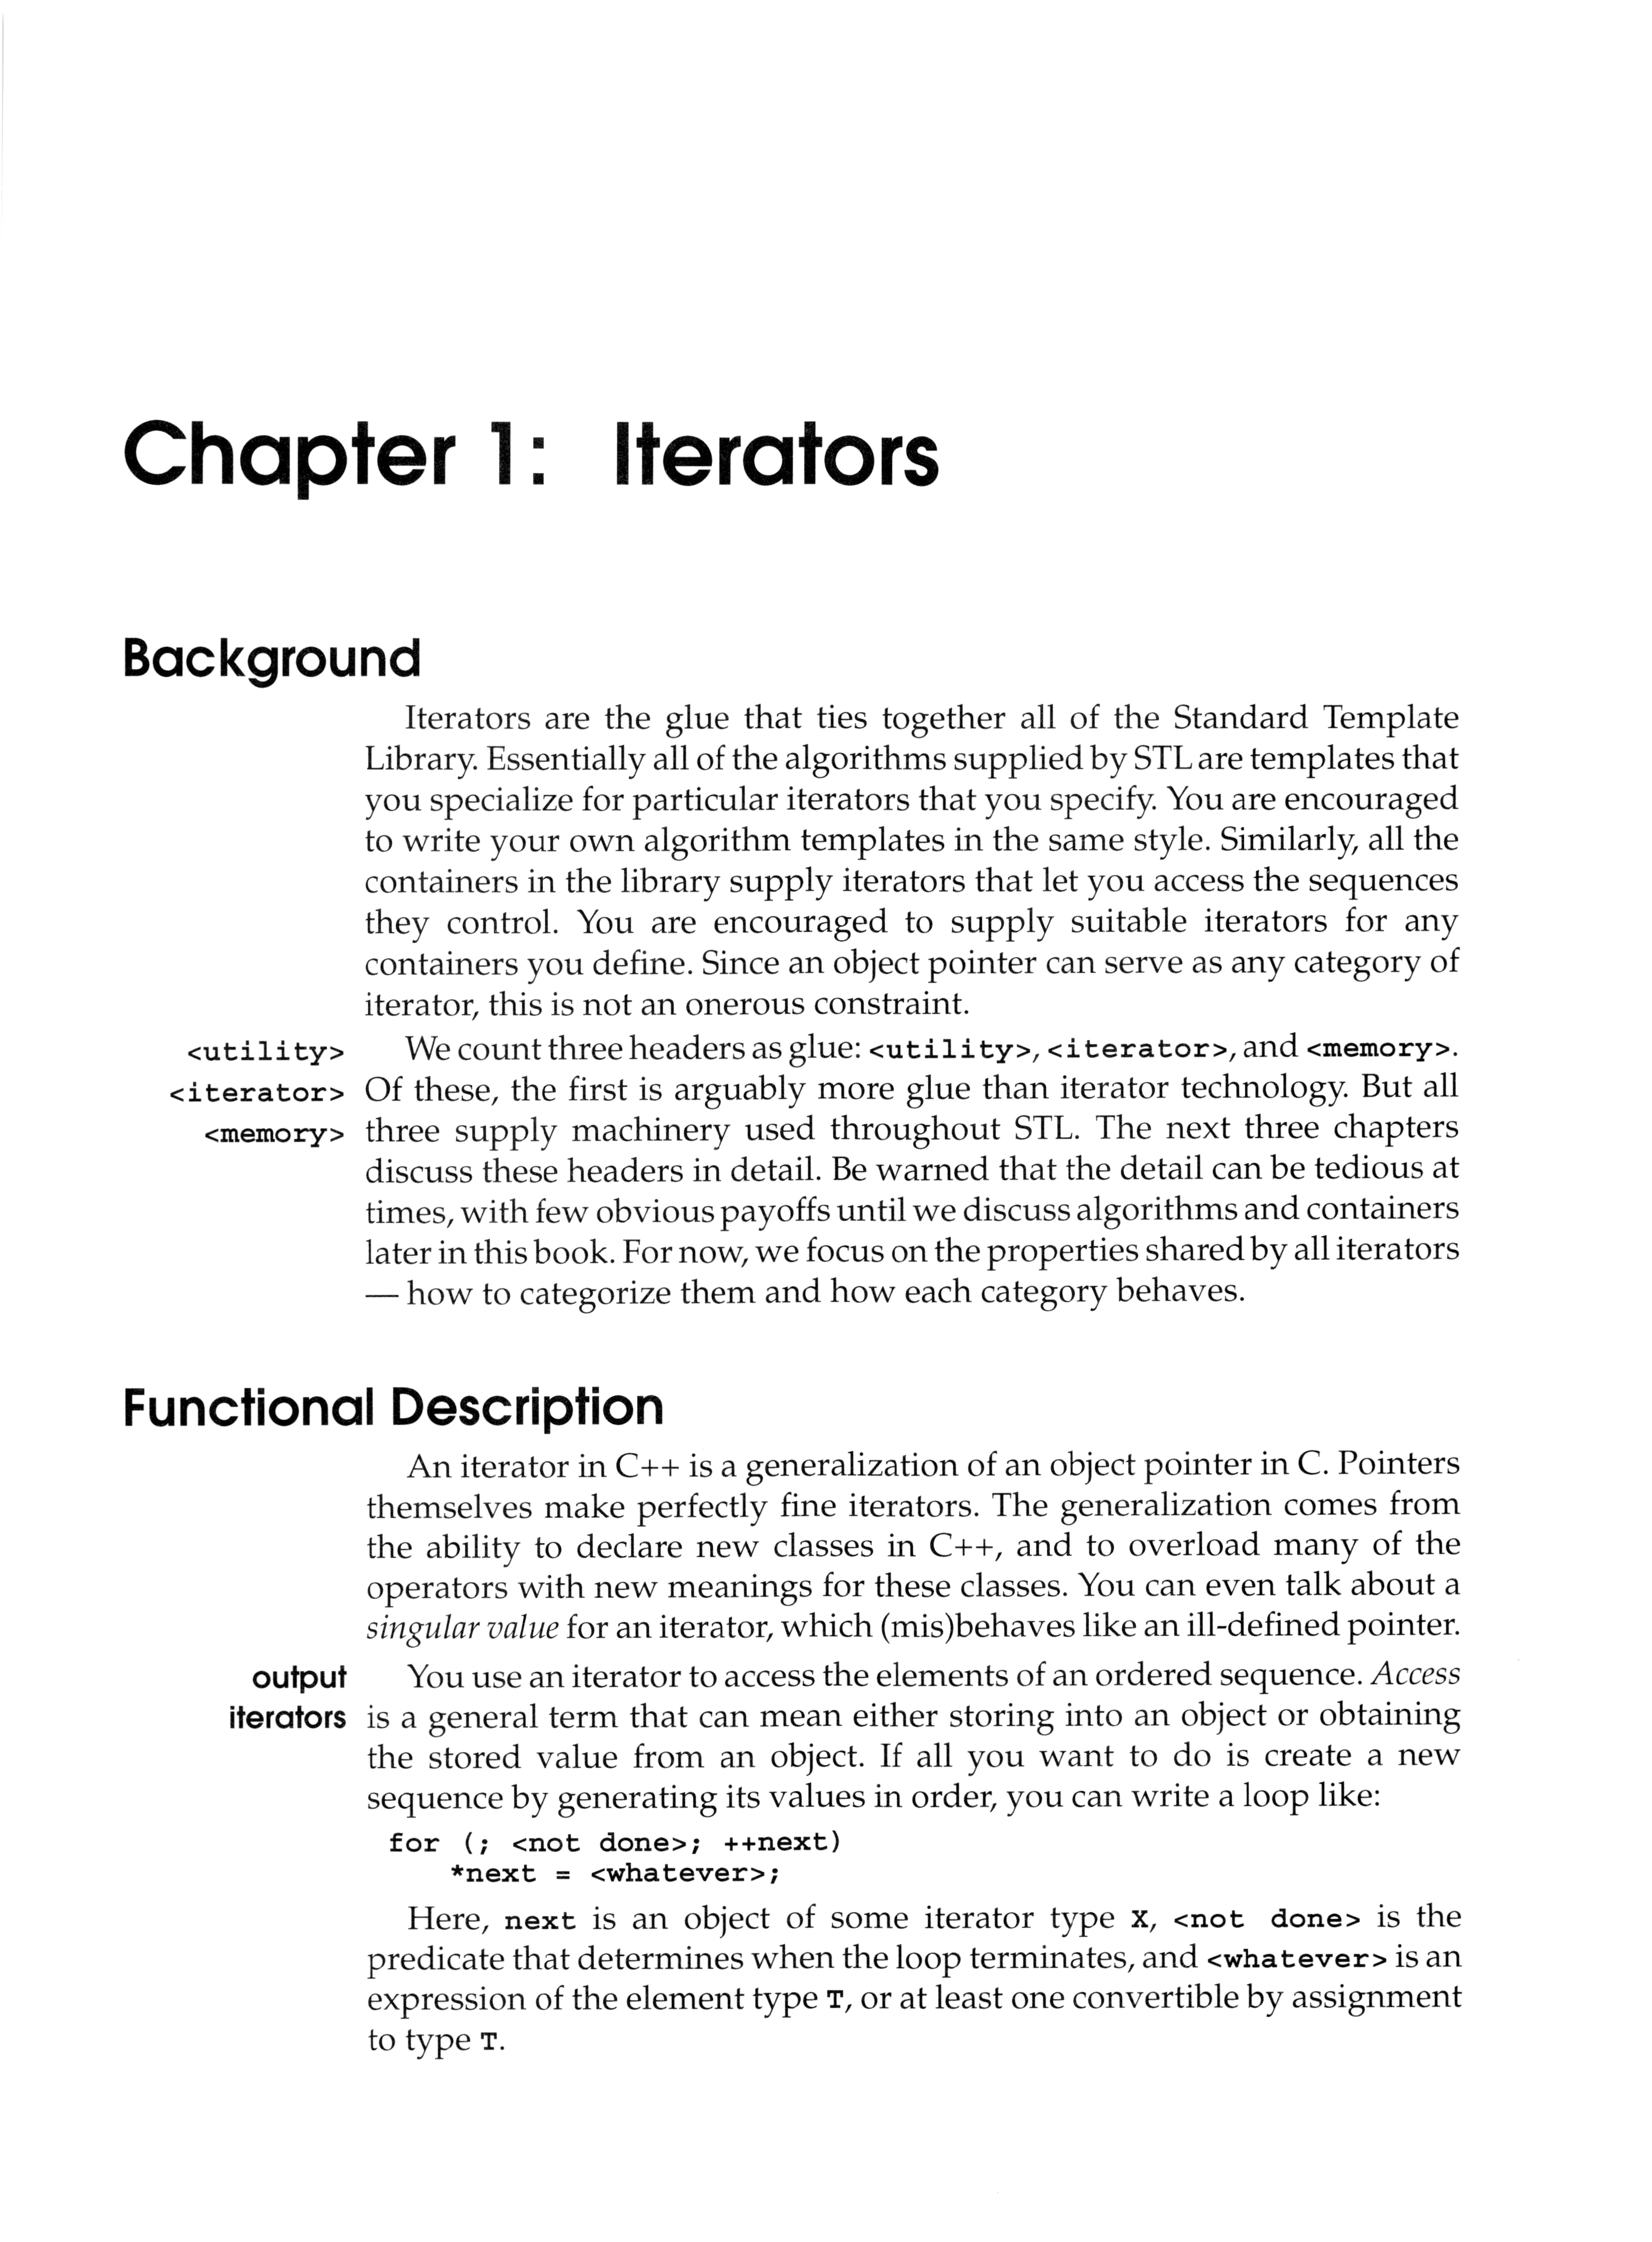 Chapter 1: Iterators
Background
Iterators are the glue that ties together all of the Standard Template
Library. Essentially all of the algorithms supplied by STL are templates that
you specialize for particular iterators that you specify. You are encouraged
to write your own algorithm templates in the same style. Similarly, all the
containers in the library supply iterators that let you access the sequences
they control. You are encouraged to supply suitable iterators for any
containers you define. Since an object pointer can serve as any category of
iterator, this is not an onerous constraint.
<utility> We count three headers as glue: <utility>, <iterator>, and <memory>.
<iterator> Of these, the first is arguably more glue than iterator technology. But all
<memory> three supply machinery used throughout STL. The next three chapters
discuss these headers in detail. Be warned that the detail can be tedious at
times, with few obvious payoffs until we discuss algorithms and containers
later in this book. For now, we focus on the properties shared by all iterators
— how to categorize them and how each category behaves.
Functional Description
An iterator in C++ is a generalization of an object pointer in C. Pointers
themselves make perfectly fine iterators. The generalization comes from
the ability to declare new classes in C++, and to overload many of the
operators with new meanings for these classes. You can even talk about a
singular value for an iterator, which (mis)behaves like an ill-defined pointer.
output You use an iterator to access the elements of an ordered sequence. Access
iterators is a general term that can mean either storing into an object or obtaining
the stored value from an object. If all you want to do is create a new
sequence by generating its values in order, you can write a loop like:
for (; <not done>; ++next)
*next = <whatever>;
Here, next is an object of some iterator type X, <not done> is the
predicate that determines when the loop terminates, and <whatever> is an
expression of the element type T, or at least one convertible by assignment
to type T.